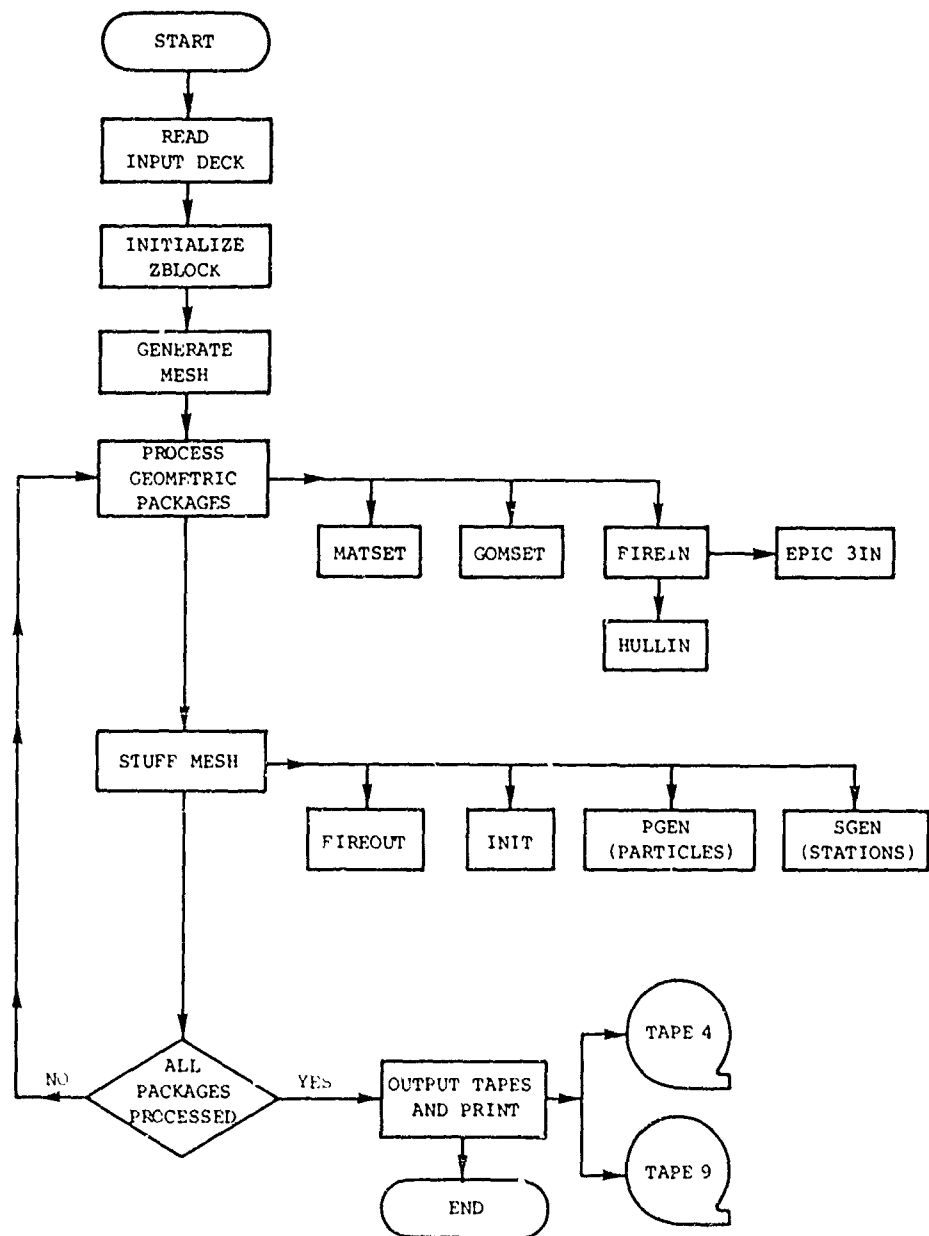 START
READ
INPUT DECK
INITIALIZE
ZBLOCK
GENERATE
MESH
PROCESS
GEOMETRIC
PACKAGES
MATSET
GOMSET
FIREIN
EPIC 3IN
HULLIN
STUFF MESH
FIREOUT
INIT
PGEN
(PARTICLES)
SGEN
(STATIONS)
ALL
PACKAGES
PROCESSED
NO
YES
OUTPUT TAPES
AND PRINT
TAPE 4
TAPE 9
END